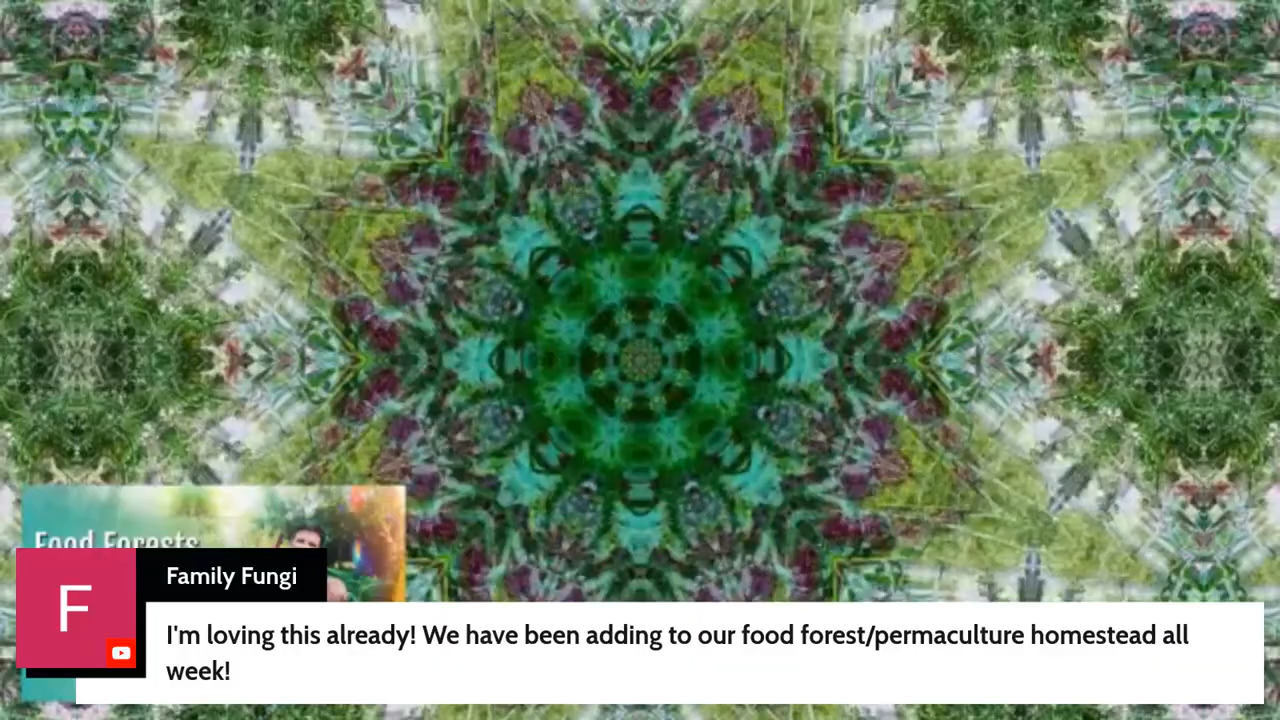 Food Forests
F
Family Fungi
I'm loving this already! We have been adding to our food forest/permaculture homestead all
week!